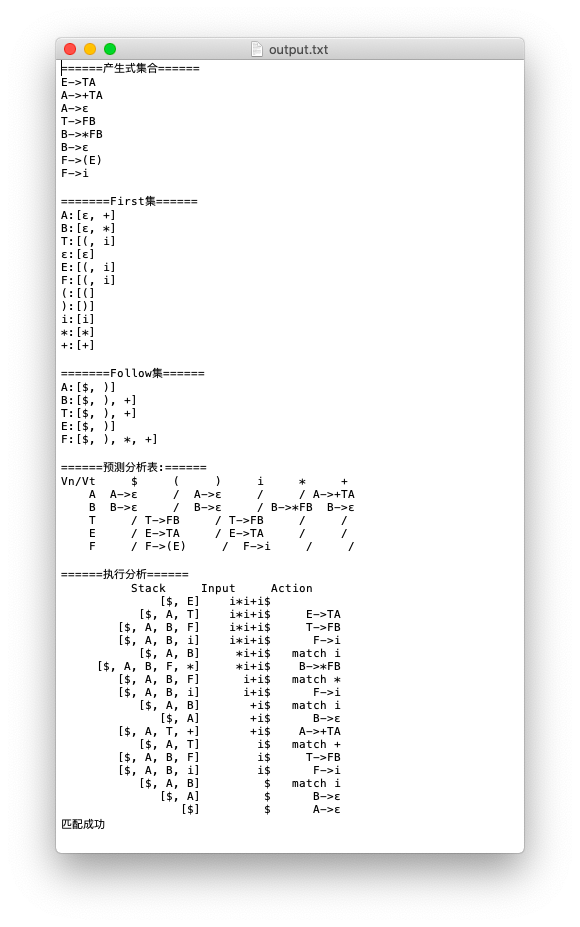 output.txt
======产生式集合======
E->TA
A->+TA
A->ε
T->FB
B->*FB
B->ε
F->(E)
F->i
=======First集======
A:[ε, +]
B:[ε, *]
T:[(, i]
ε:[ε]
E:[(, i]
F:[(, i]
(:[(]
):[)]
i:[i]
*:[*]
+:[+]
=======Follow集======
A:[$, )]
B:[$, ), +]
T:[$, ), +]
E:[$, )]
F:[$, ), *, +]
======预测分析表:======
Vn/Vt     $     (     )     i     *     +
    A  A->ε     /  A->ε     /     / A->+TA
    B  B->ε     /  B->ε     / B->*FB  B->ε
    T     / T->FB     / T->FB     /     /
    E     / E->TA     / E->TA     /     /
    F     / F->(E)     /  F->i     /     /
======执行分析======
          Stack     Input     Action
              [$, E]    i*i+i$
           [$, A, T]    i*i+i$     E->TA
        [$, A, B, F]    i*i+i$     T->FB
        [$, A, B, i]    i*i+i$      F->i
           [$, A, B]     *i+i$   match i
     [$, A, B, F, *]     *i+i$    B->*FB
        [$, A, B, F]      i+i$   match *
        [$, A, B, i]      i+i$      F->i
           [$, A, B]       +i$   match i
              [$, A]       +i$      B->ε
        [$, A, T, +]       +i$    A->+TA
           [$, A, T]        i$   match +
        [$, A, B, F]        i$     T->FB
        [$, A, B, i]        i$      F->i
           [$, A, B]         $   match i
              [$, A]         $      B->ε
                 [$]         $      A->ε
匹配成功